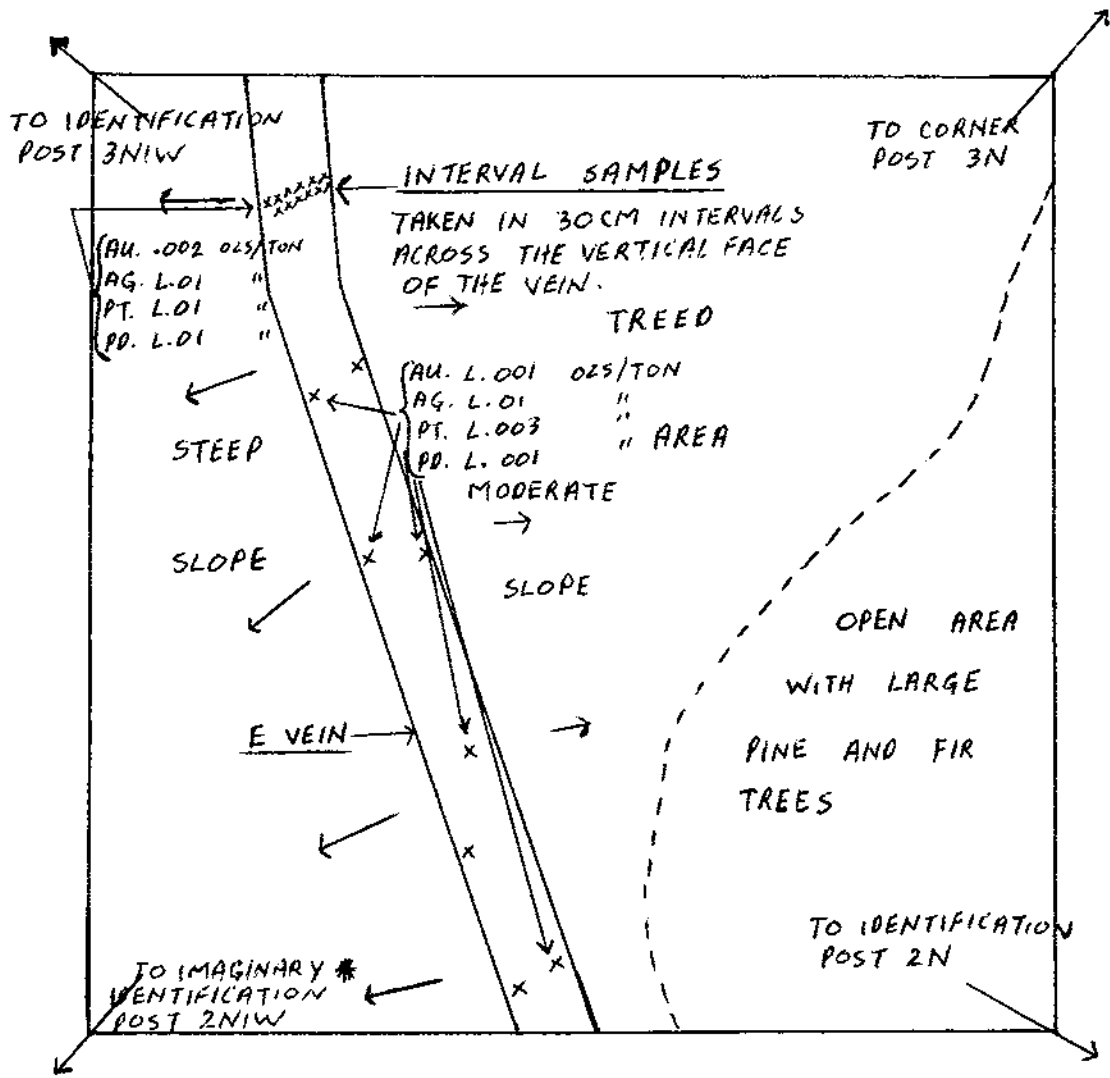 TO IDENTIFICATION
POST 3N1W
TO CORNER
POST 3N
INTERVAL SAMPLES
TAKEN IN 30CM INTERVALS
ACROSS THE VERTICAL FACE
OF THE VEIN.
AU. .002 OZS/TON
AG. L.01 "
PT. L.01 "
PD. L.01 "
TREED
AREA
AU. L.001 OZS/TON
AG. L.01 "
PT. L.003 "
PD. L.001 "
STEEP
SLOPE
MODERATE
SLOPE
OPEN AREA
WITH LARGE
PINE AND FIR
TREES
E VEIN
TO IMAGINARY *
IDENTIFICATION
POST 2N1W
TO IDENTIFICATION
POST 2N